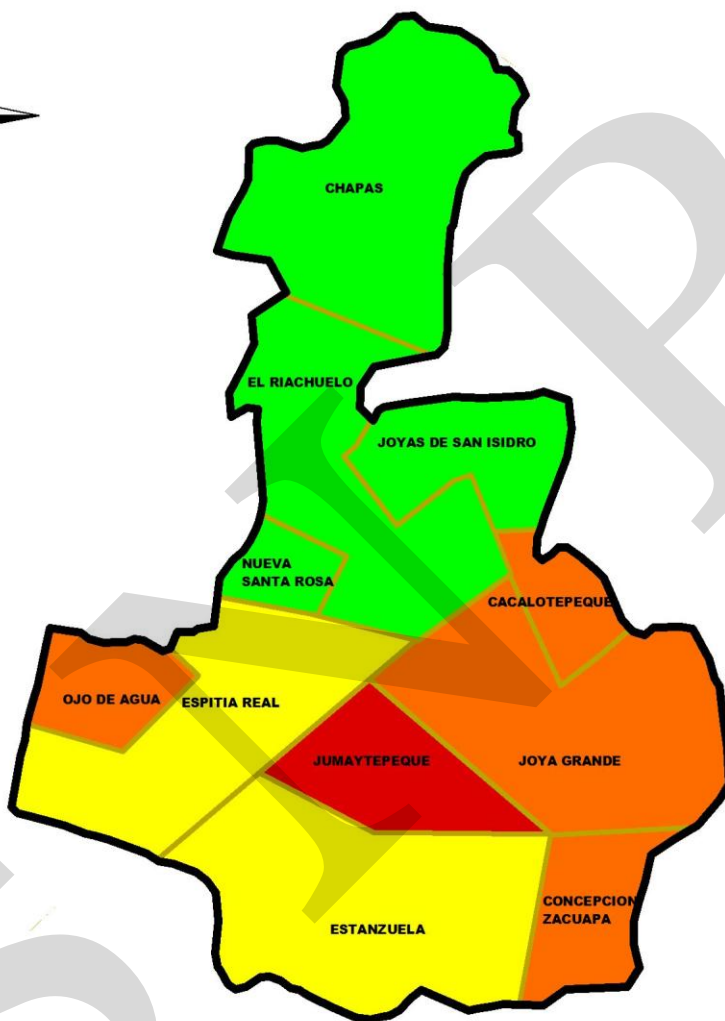 CHAPAS
EL RIACHUELO
JOYAS DE SAN ISIDRO
NUEVA
SANTA ROSA
CACALOTEPEQUE
OJO DE AGUA
ESPITIA REAL
JUMAYTEPEQUE
JOYA GRANDE
CONCEPCION
ZACUAPA
ESTANZUELA